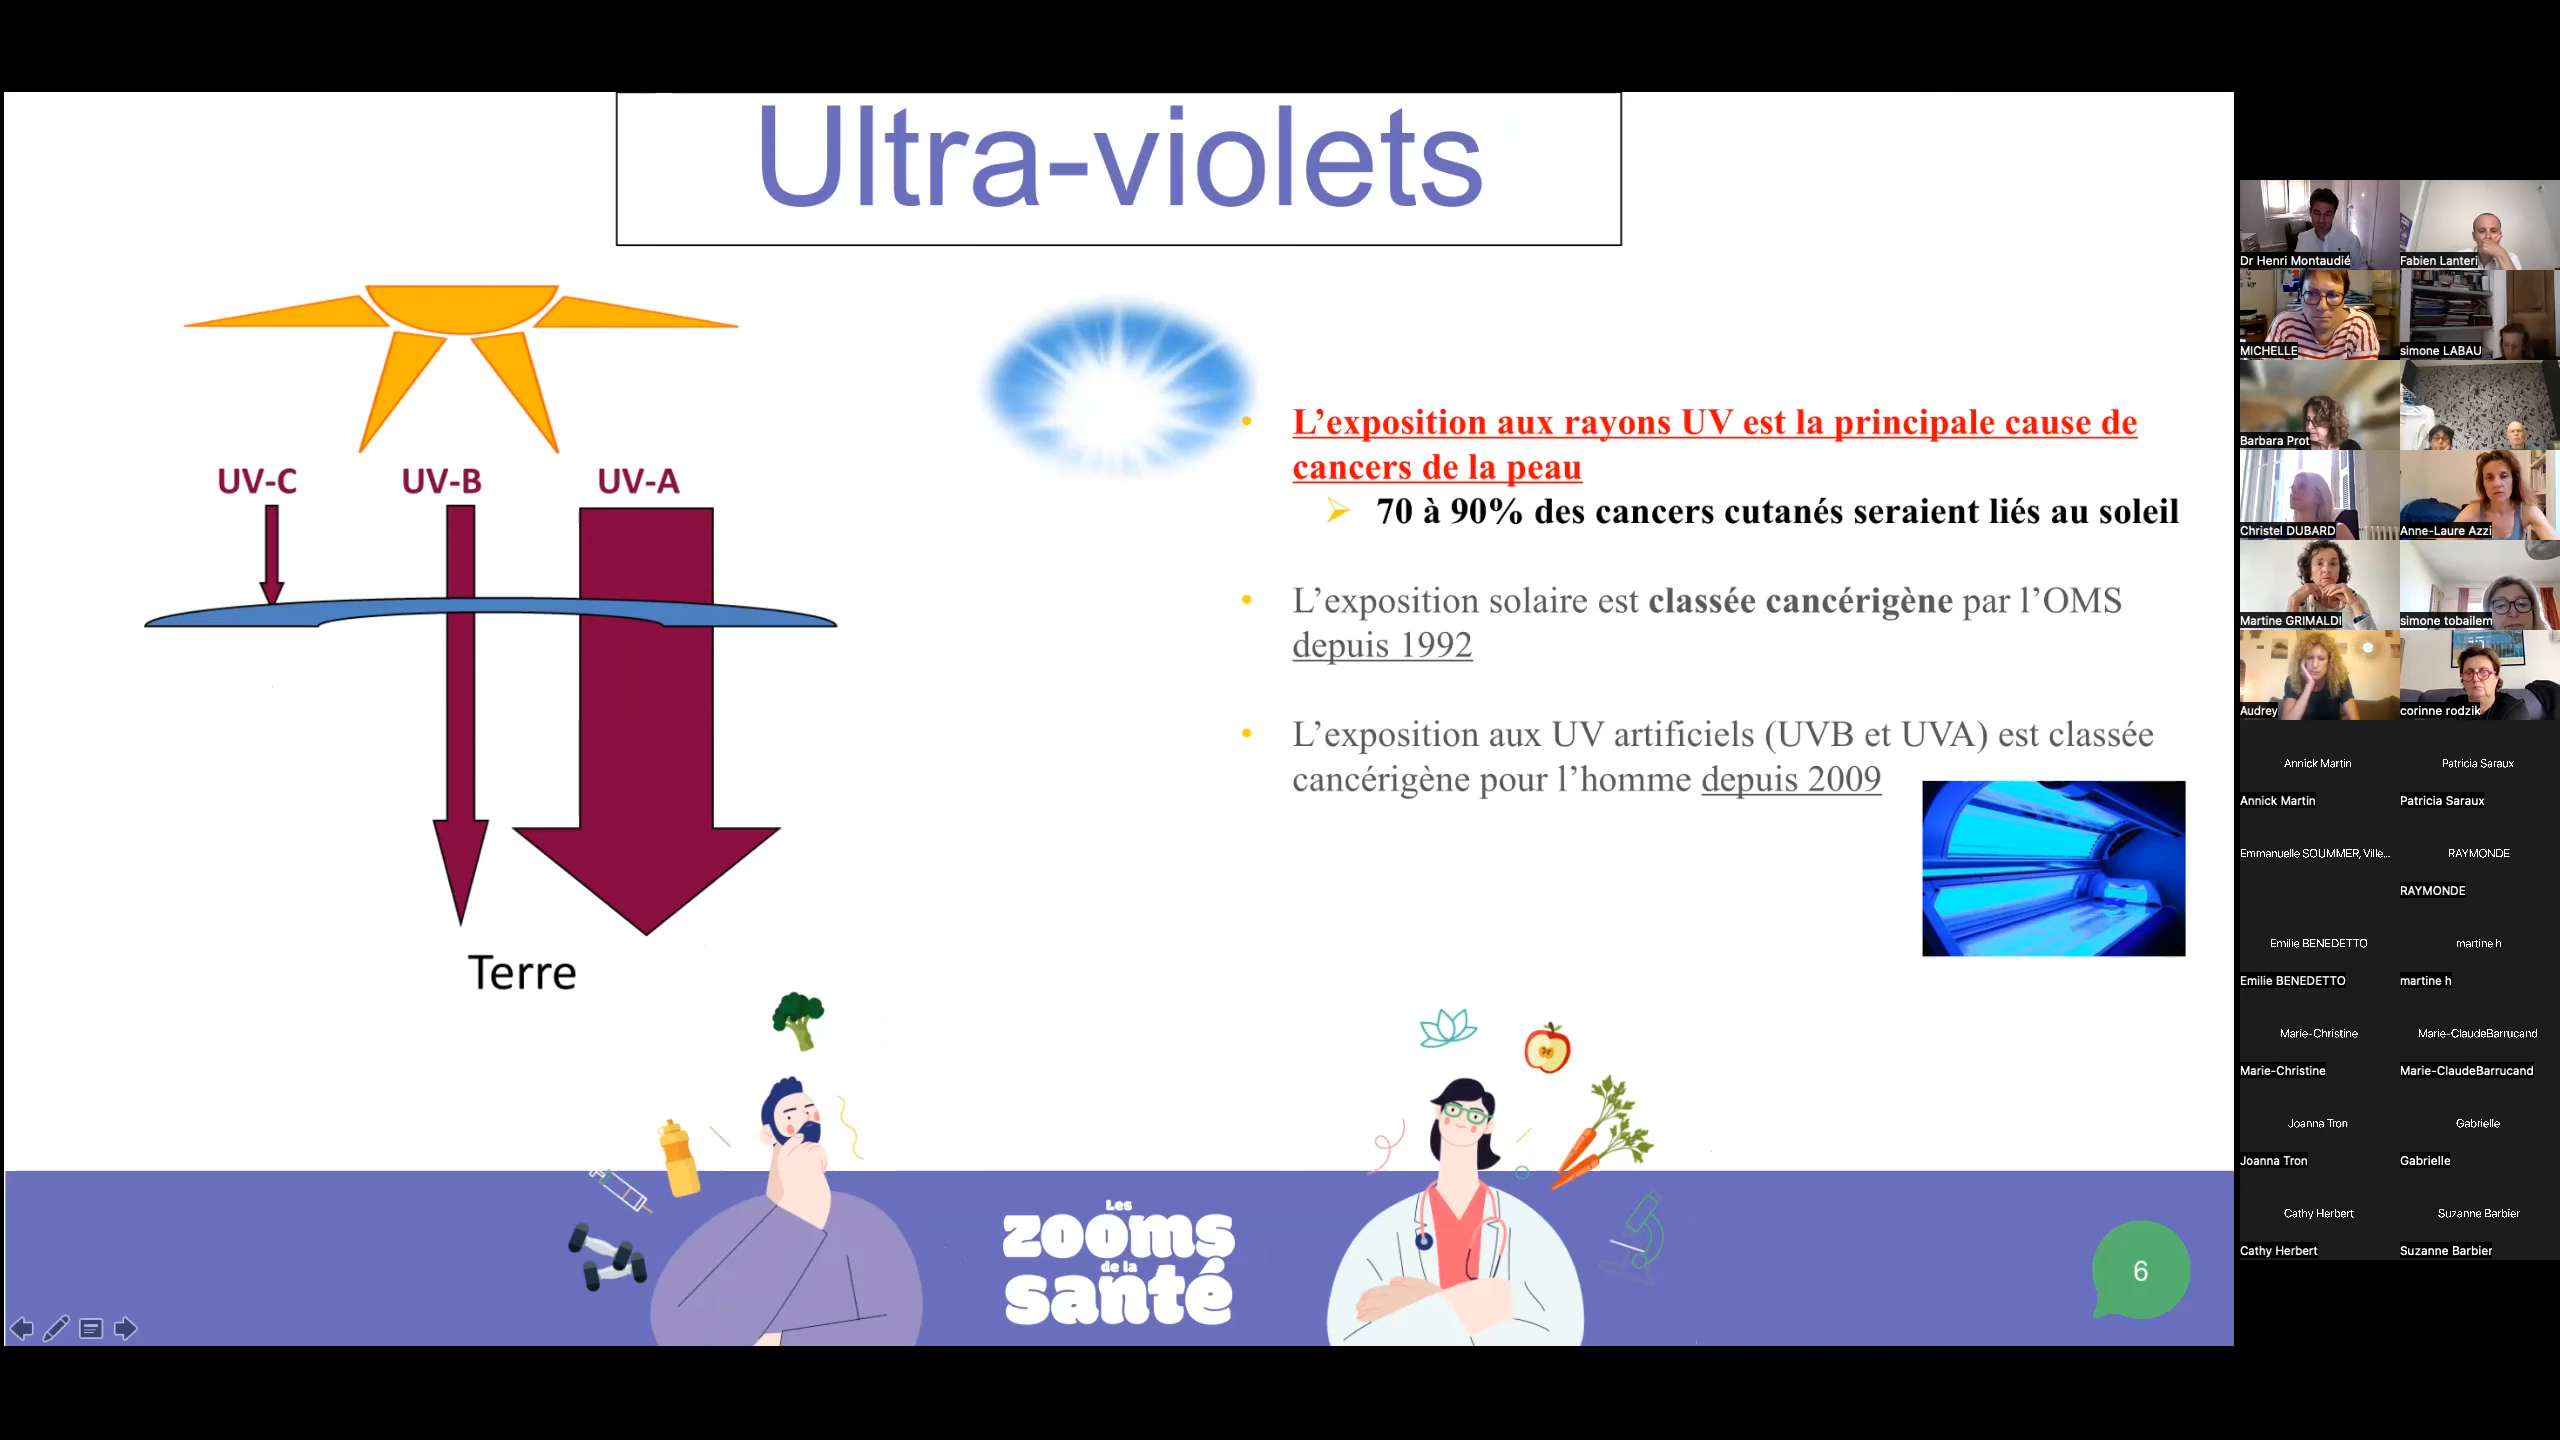 Ultra-violets
UV-C
UV-B
UV-A
Terre
• L’exposition aux rayons UV est la principale cause de
cancers de la peau
➢ 70 à 90% des cancers cutanés seraient liés au soleil
• L’exposition solaire est classée cancérigène par l’OMS
depuis 1992
• L’exposition aux UV artificiels (UVB et UVA) est classée
cancérigène pour l’homme depuis 2009
Les
zooms
de la
santé
6
Dr Henri Montaudié
Fabien Lanteri
MICHELLE
simone LABAU
Barbara Prot
Christel DUBARD
Anne-Laure Azzi
Martine GRIMALDI
simone tobailem
Audrey
corinne rodzik
Annick Martin
Patricia Saraux
Annick Martin
Patricia Saraux
Emmanuelle SOUMMER, Ville...
RAYMONDE
RAYMONDE
Emilie BENEDETTO
martine h
Emilie BENEDETTO
martine h
Marie-Christine
Marie-ClaudeBarrucand
Marie-Christine
Marie-ClaudeBarrucand
Joanna Tron
Gabrielle
Joanna Tron
Gabrielle
Cathy Herbert
Suzanne Barbier
Cathy Herbert
Suzanne Barbier